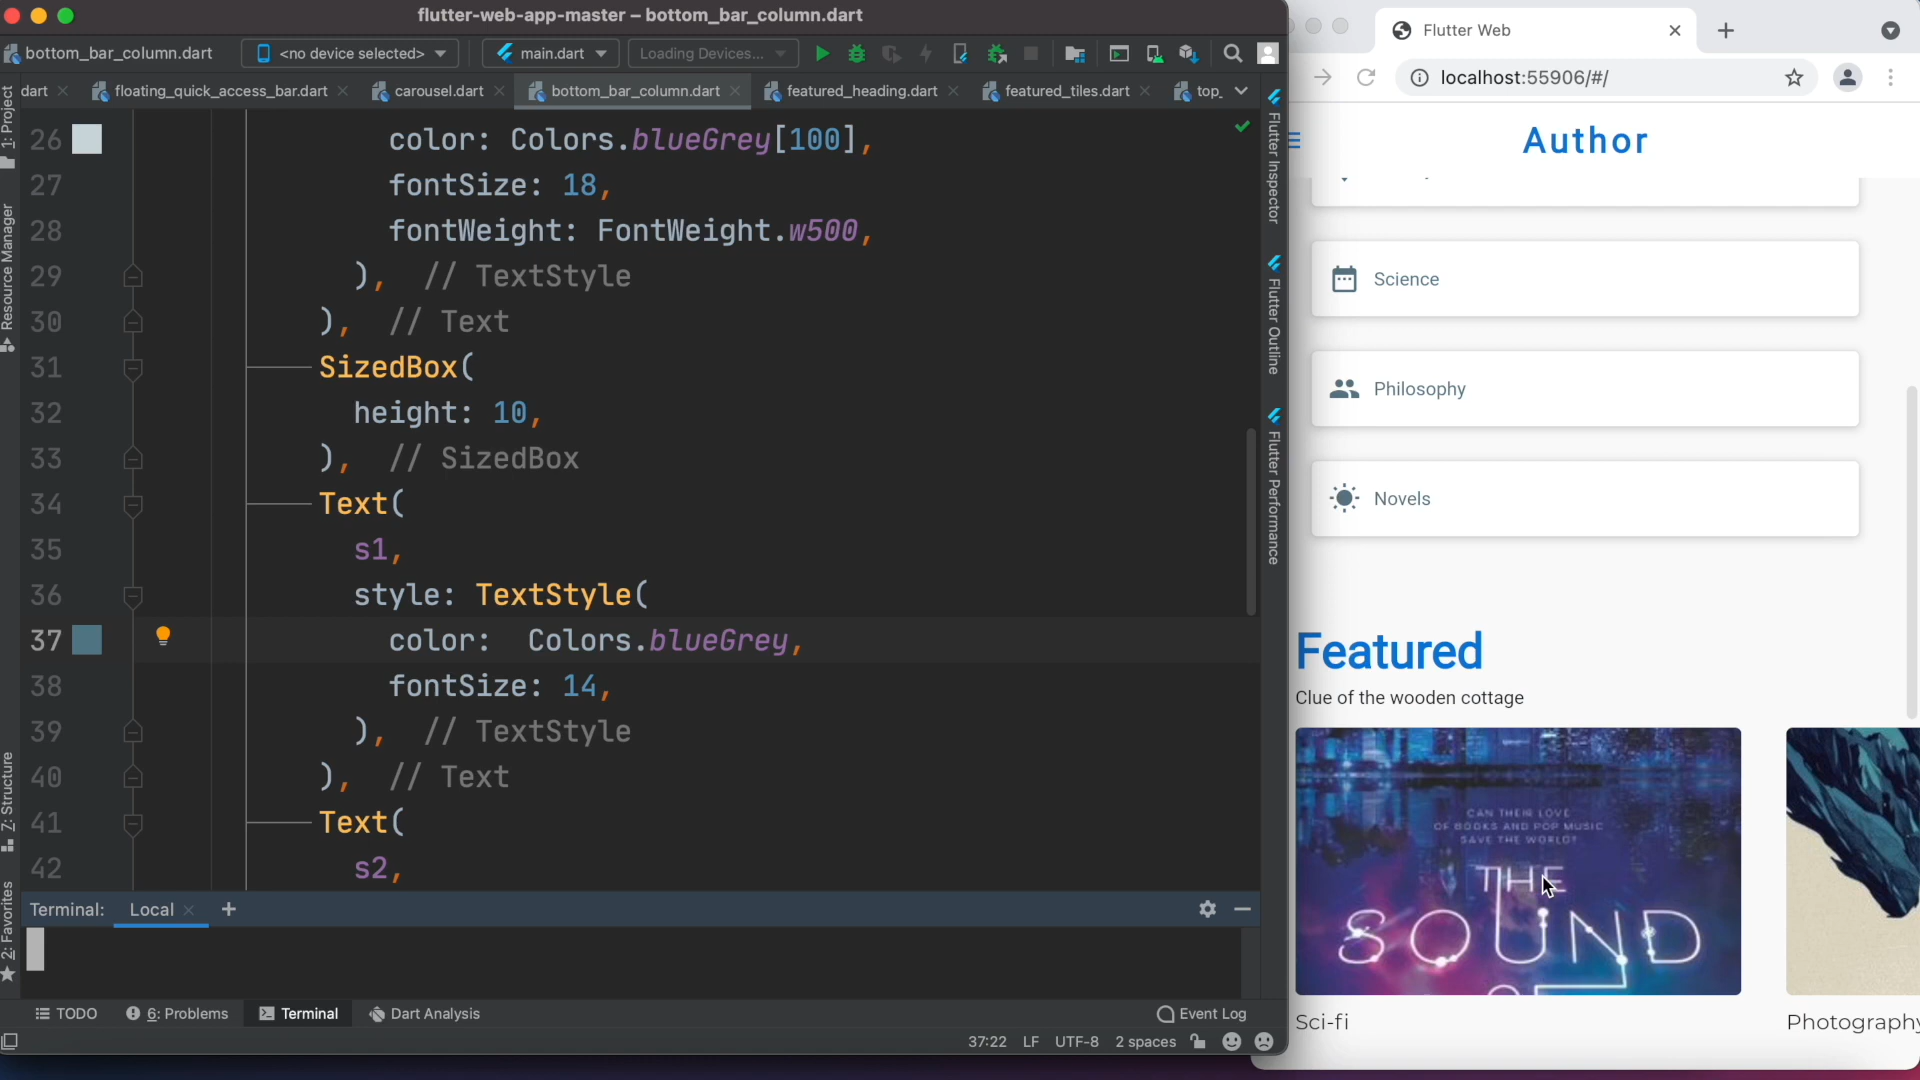 flutter-web-app-master – bottom_bar_column.dart
bottom_bar_column.dart
<no device selected>
main.dart
Loading Devices...
dart
floating_quick_access_bar.dart
carousel.dart
bottom_bar_column.dart
featured_heading.dart
featured_tiles.dart
top_
1: Project
Resource Manager
Z: Structure
2: Favorites
26 color: Colors.blueGrey[100],
27 fontSize: 18,
28 fontWeight: FontWeight.w500,
29 ), // TextStyle
30 ), // Text
31 SizedBox(
32 height: 10,
33 ), // SizedBox
34 Text(
35 s1,
36 style: TextStyle(
37 color:  Colors.blueGrey,
38 fontSize: 14,
39 ), // TextStyle
40 ), // Text
41 Text(
42 s2,
Flutter Inspector
Flutter Outline
Flutter Performance
Terminal: Local +
TODO
6: Problems
Terminal
Dart Analysis
Event Log
37:22 LF UTF-8 2 spaces
Flutter Web
localhost:55906/#/
Author
Science
Philosophy
Novels
Featured
Clue of the wooden cottage
CAN THEIR LOVE
OF BOOKS AND POP MUSIC
SAVE THE WORLD?
THE
SOUND
Sci-fi
Photography